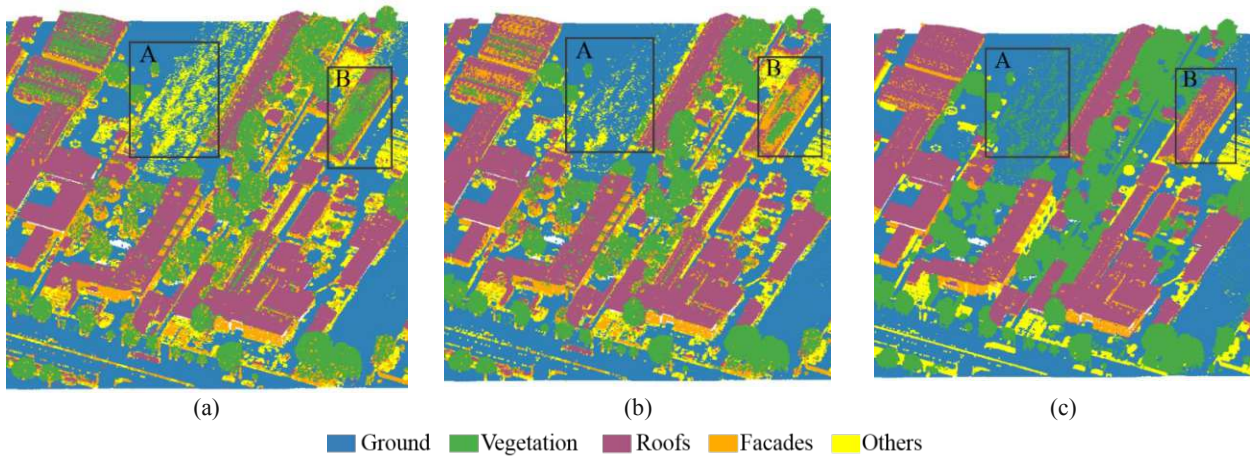 A
B
A
B
A
B
(a)
(b)
(c)
Ground
Vegetation
Roofs
Facades
Others